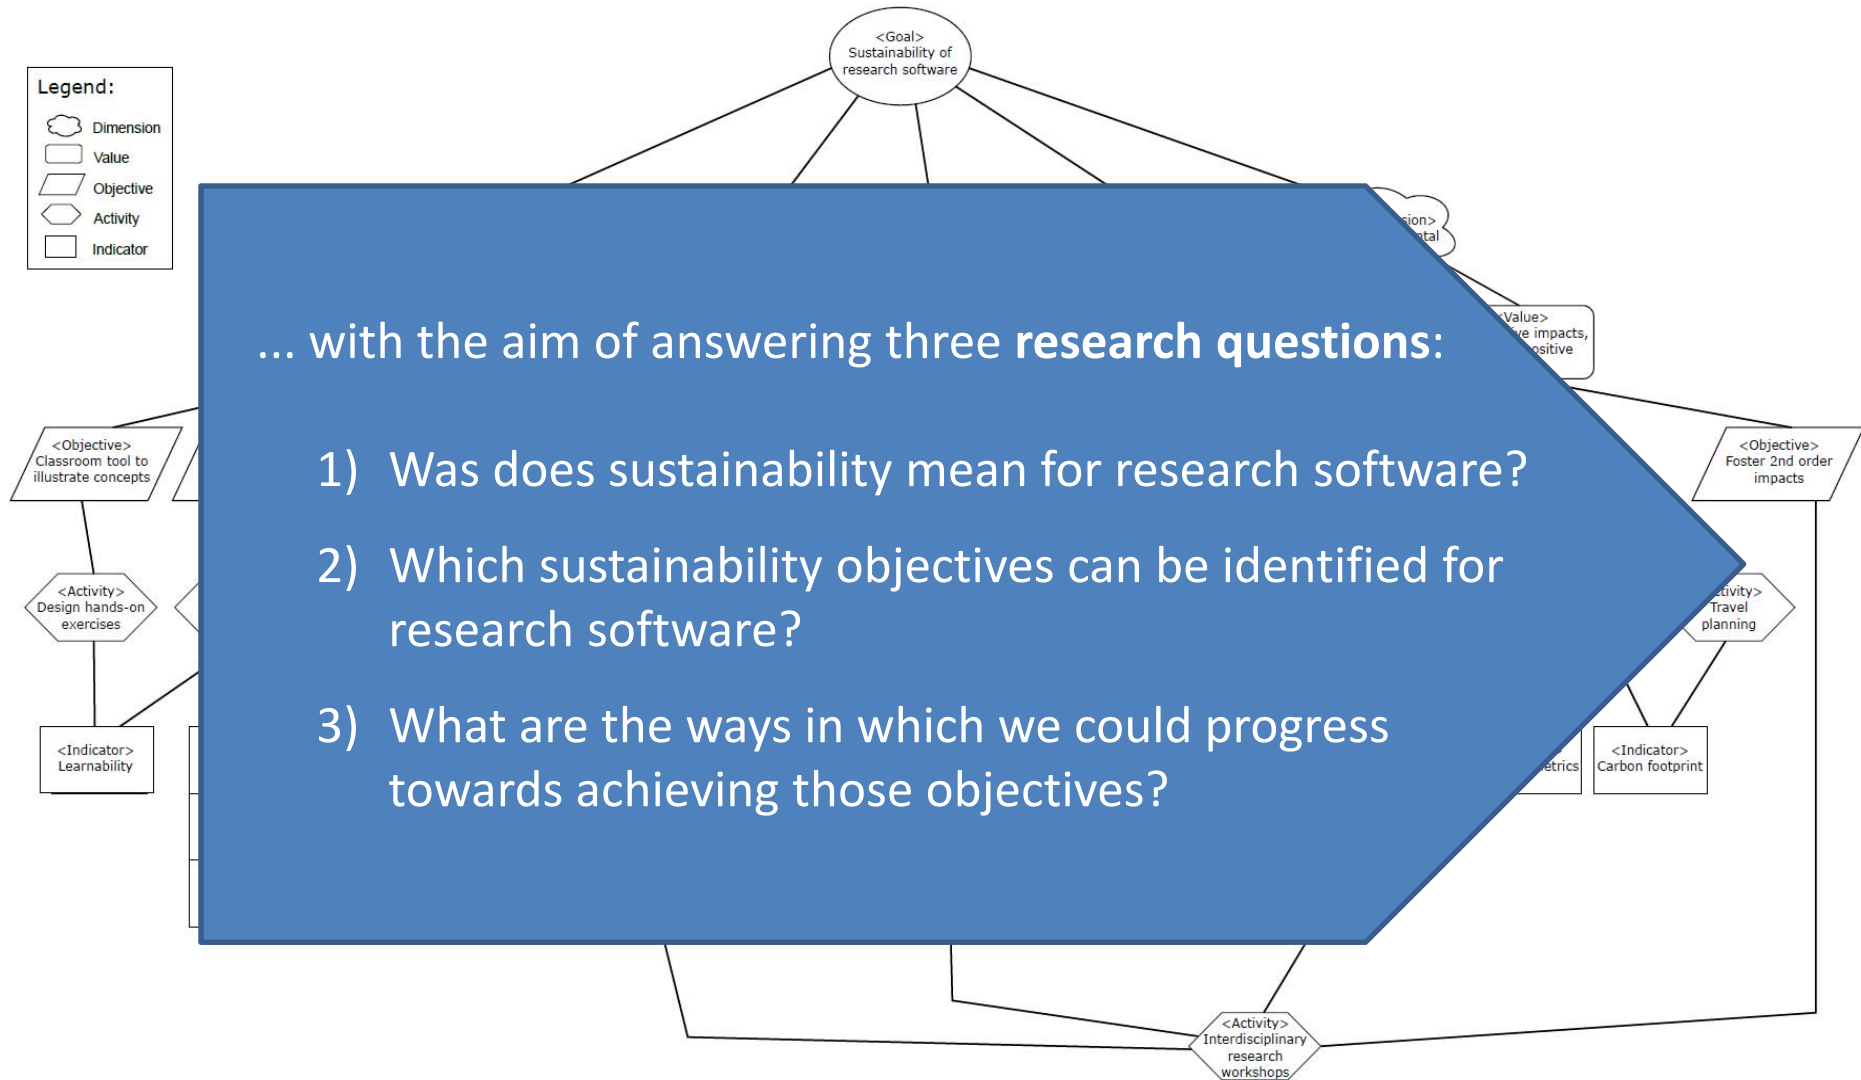 <Goal>
Sustainability of
research software
Legend:
Dimension
Value
Objective
Activity
Indicator
... with the aim of answering three research questions:
1) Was does sustainability mean for research software?
2) Which sustainability objectives can be identified for
research software?
3) What are the ways in which we could progress
towards achieving those objectives?
<Value>
impacts,
<Objective>
Classroom tool to
illustrate concepts
<Objective>
Foster 2nd order
impacts
<Activity>
Design hands-on
exercises
Travel
planning
<Indicator>
Learnability
<Indicator>
Carbon footprint
<Activity>
Interdisciplinary
research
workshops